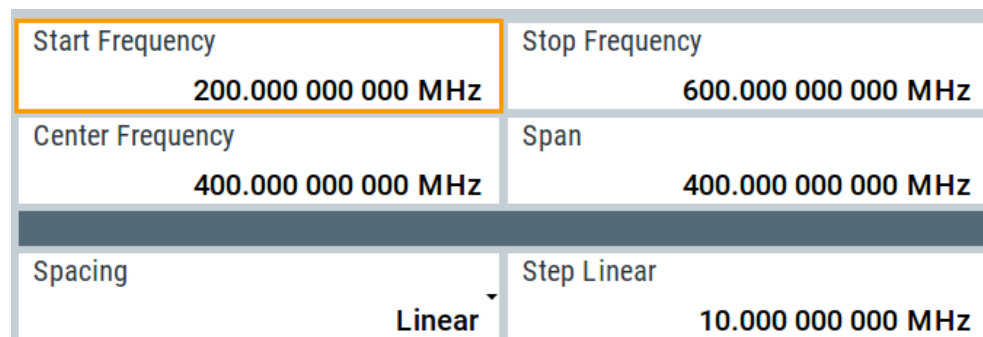 Start Frequency
200.000 000 000 MHz
Stop Frequency
600.000 000 000 MHz
Center Frequency
400.000 000 000 MHz
Span
400.000 000 000 MHz
Spacing
Linear
Step Linear
10.000 000 000 MHz